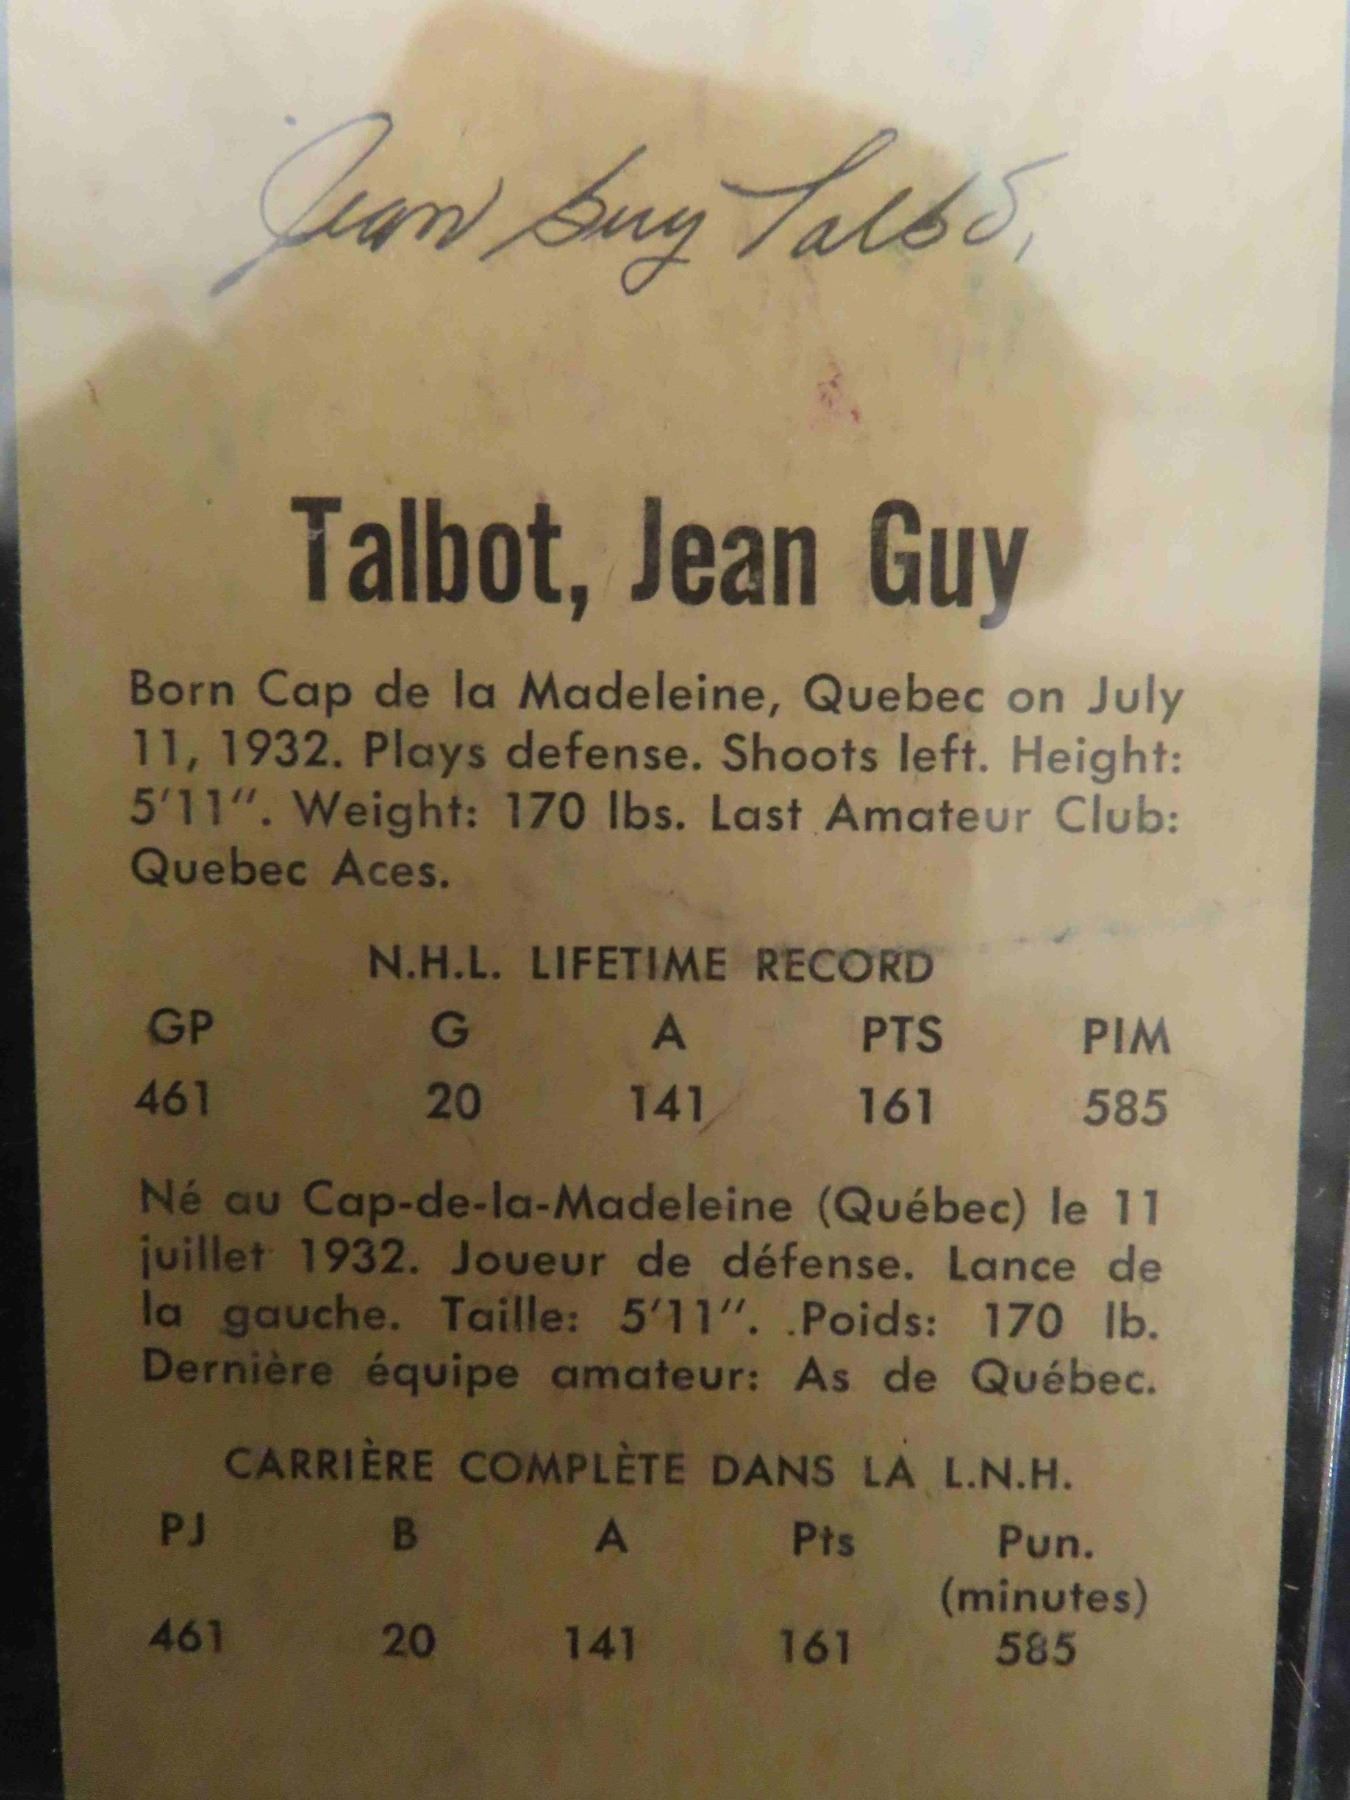 Jean Guy Talbot
Talbot, Jean Guy
Born Cap de la Madeleine, Quebec on July
11, 1932. Plays defense. Shoots left. Height:
5'11". Weight: 170 lbs. Last Amateur Club:
Quebec Aces.
N.H.L. LIFETIME RECORD
GP G A PTS PIM
461 20 141 161 585
Né au Cap-de-la-Madeleine (Québec) le 11
juillet 1932. Joueur de défense. Lance de
la gauche. Taille: 5'11". Poids: 170 lb.
Dernière équipe amateur: As de Québec.
CARRIÈRE COMPLÈTE DANS LA L.N.H.
PJ B A Pts Pun.
(minutes)
461 20 141 161 585